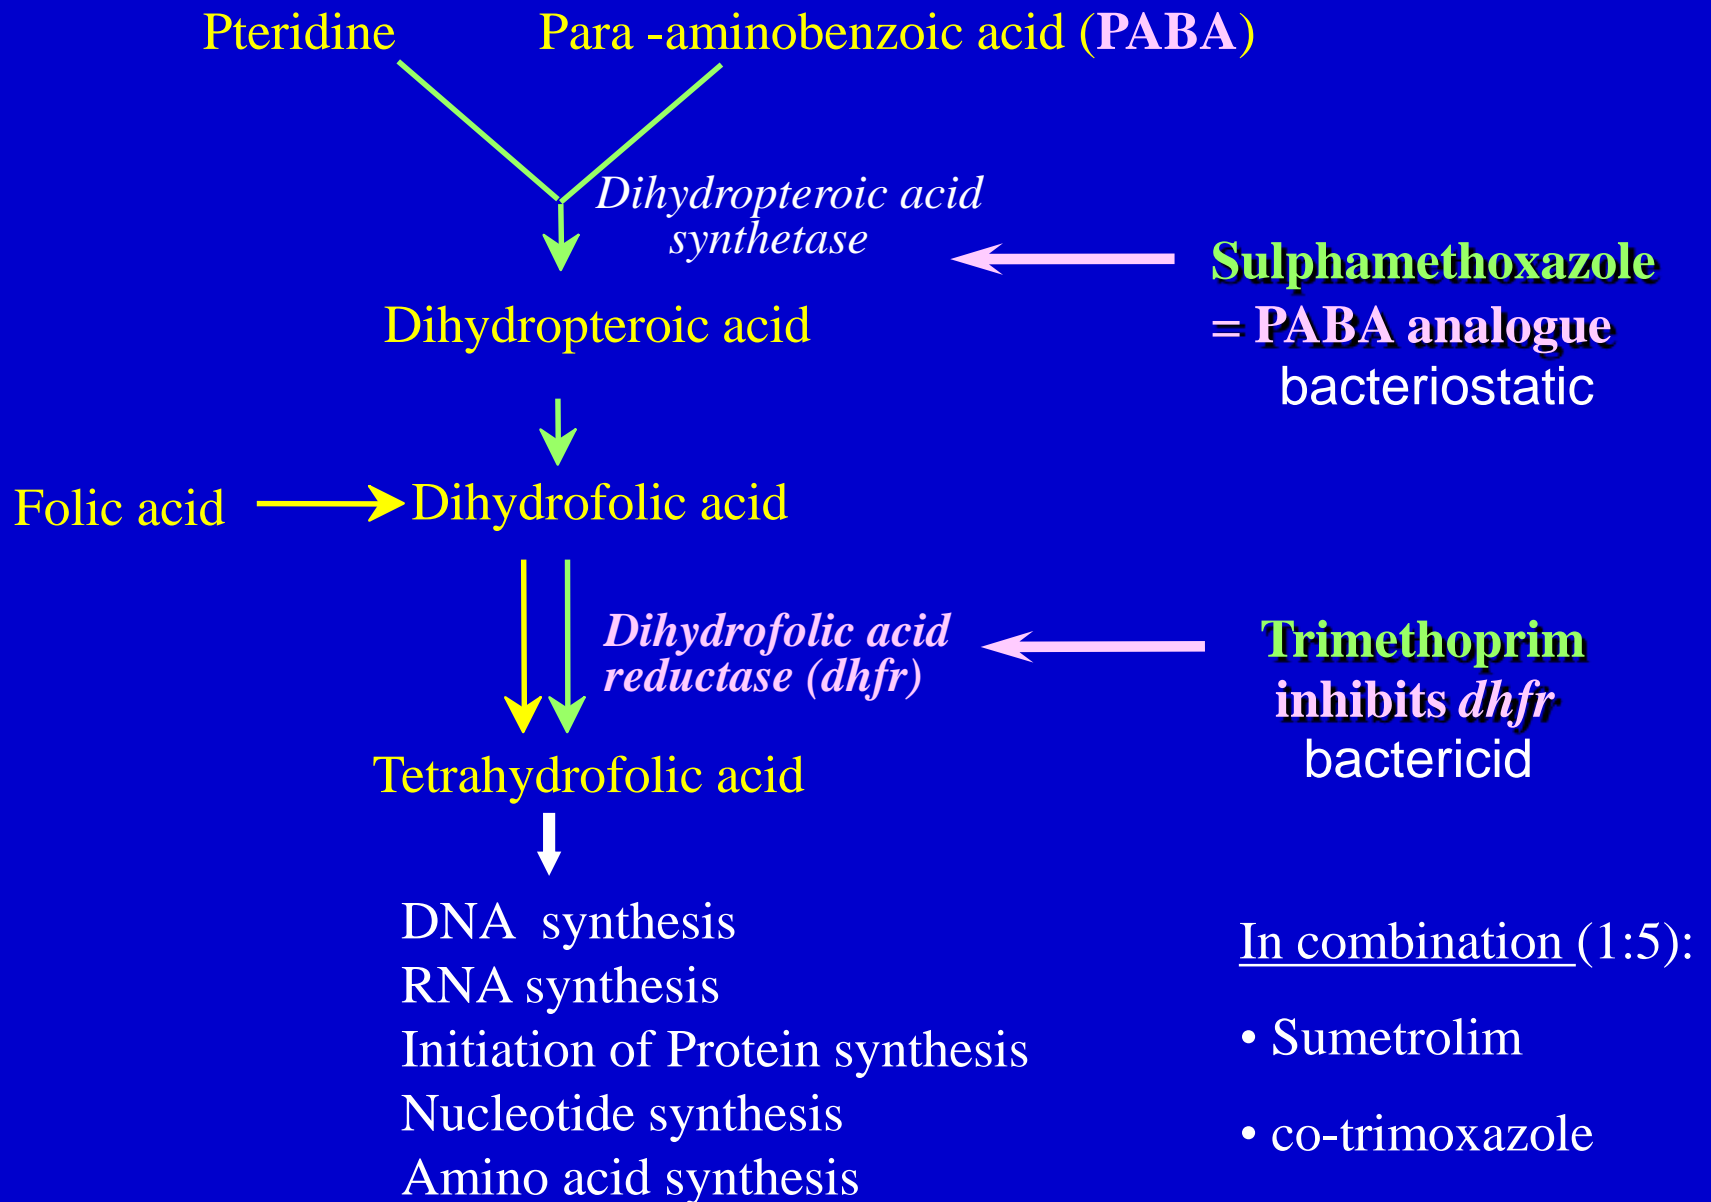 Pteridine
Para -aminobenzoic acid (PABA)
Dihydropteroic acid
synthetase
Sulphamethoxazole
= PABA analogue
bacteriostatic
Dihydropteroic acid
Folic acid
Dihydrofolic acid
Dihydrofolic acid
reductase (dhfr)
Trimethoprim
inhibits dhfr
bactericid
Tetrahydrofolic acid
DNA synthesis
RNA synthesis
Initiation of Protein synthesis
Nucleotide synthesis
Amino acid synthesis
In combination (1:5):
• Sumetrolim
• co-trimoxazole